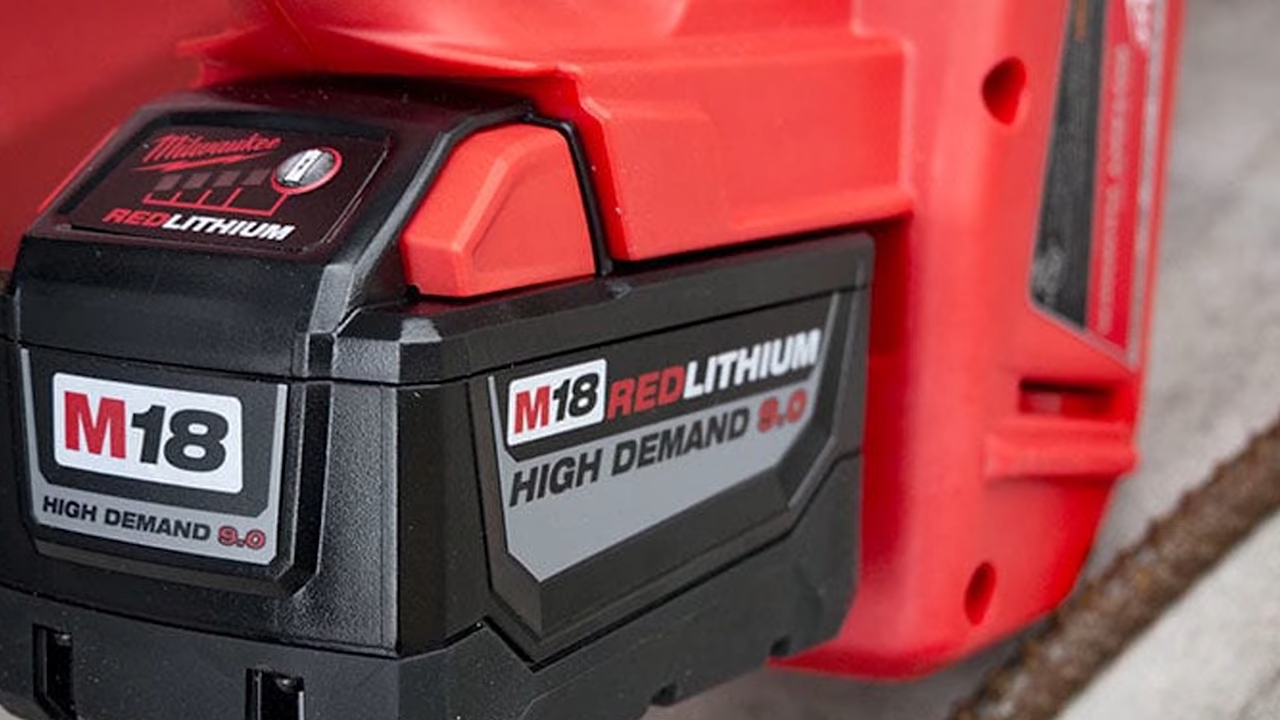 Milwaukee
REDLITHIUM
M18
HIGH DEMAND 9.0
M18 REDLITHIUM
HIGH DEMAND 9.0